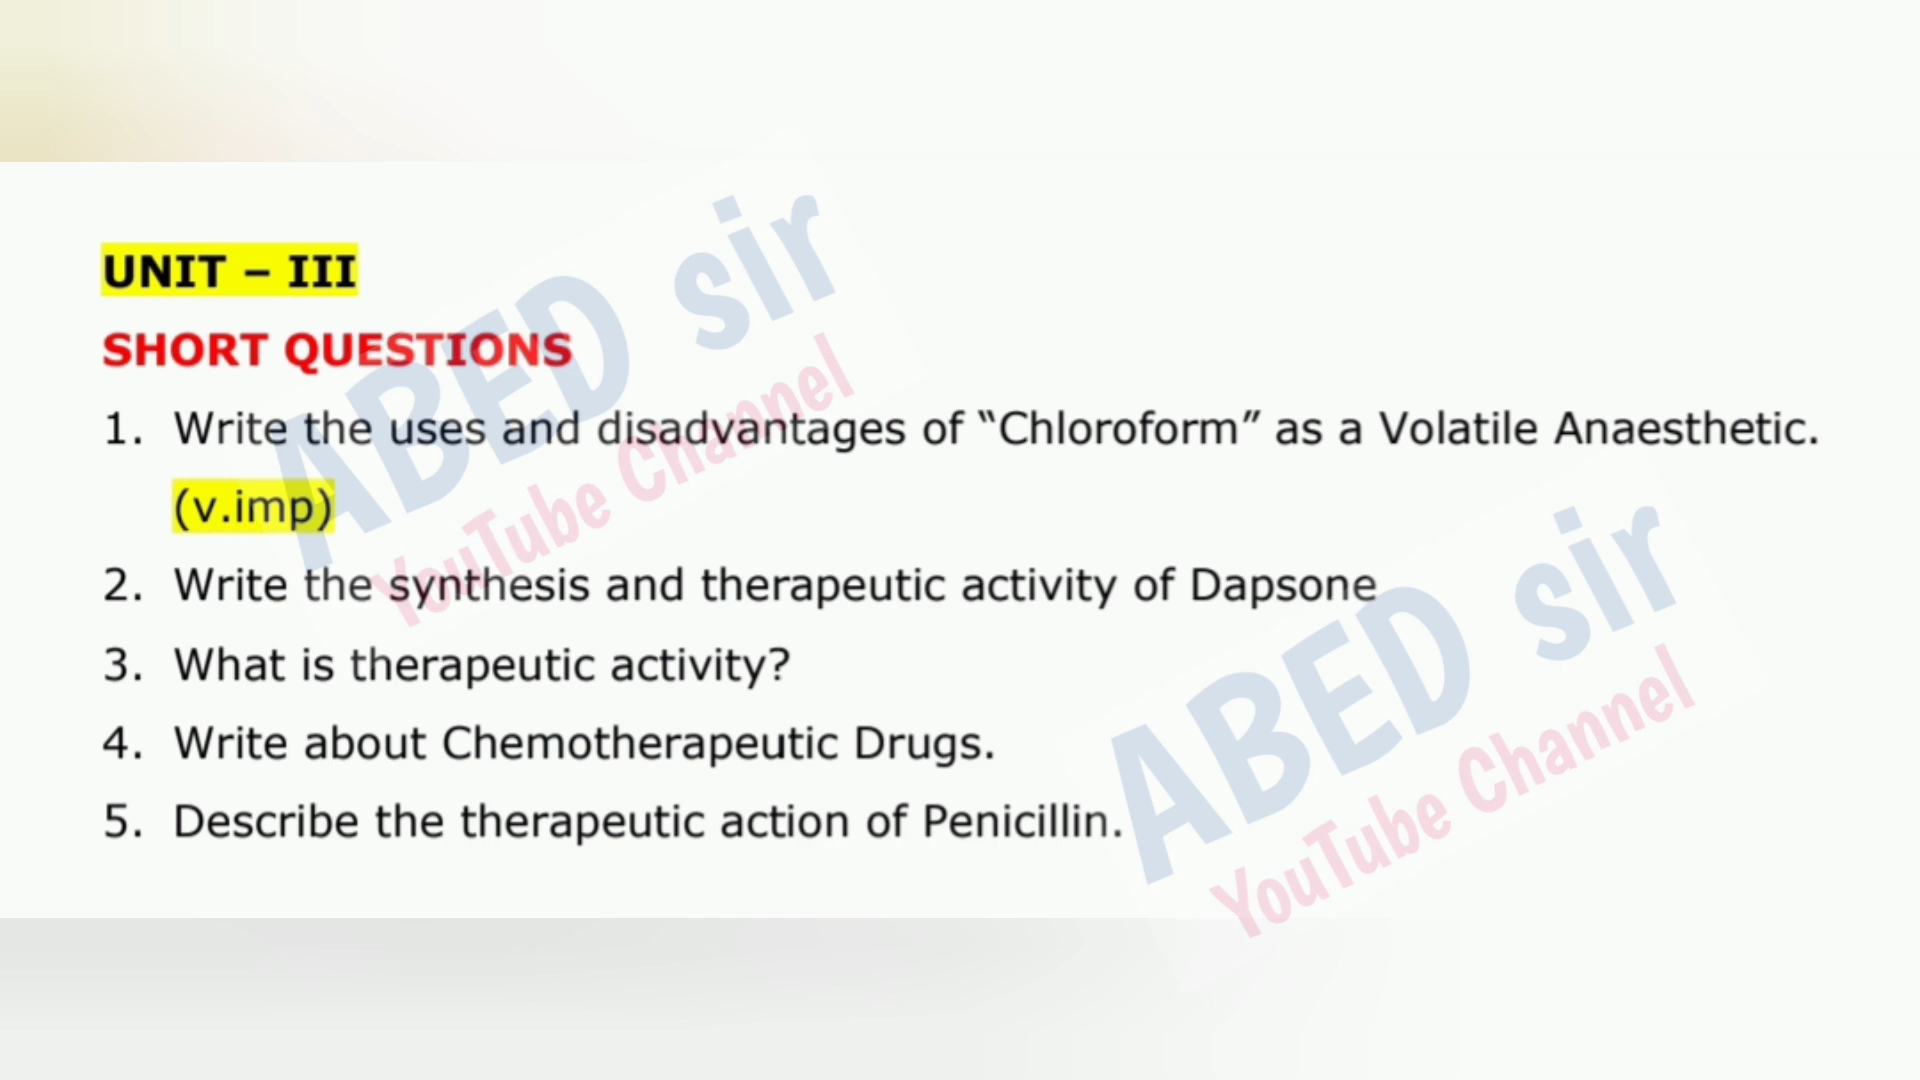 UNIT – III
SHORT QUESTIONS
1. Write the uses and disadvantages of “Chloroform” as a Volatile Anaesthetic.
(v.imp)
2. Write the synthesis and therapeutic activity of Dapsone
3. What is therapeutic activity?
4. Write about Chemotherapeutic Drugs.
5. Describe the therapeutic action of Penicillin.
ABED sir
YouTube Channel
ABED sir
YouTube Channel